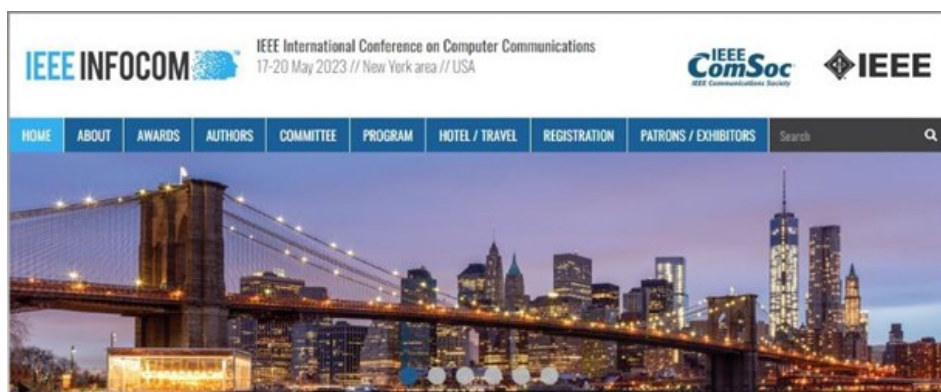 IEEE INFOCOM™
IEEE International Conference on Computer Communications
17-20 May 2023 // New York area // USA
IEEE
ComSoc
IEEE Communications Society
IEEE
HOME ABOUT AWARDS AUTHORS COMMITTEE PROGRAM HOTEL / TRAVEL REGISTRATION PATRONS / EXHIBITORS Search